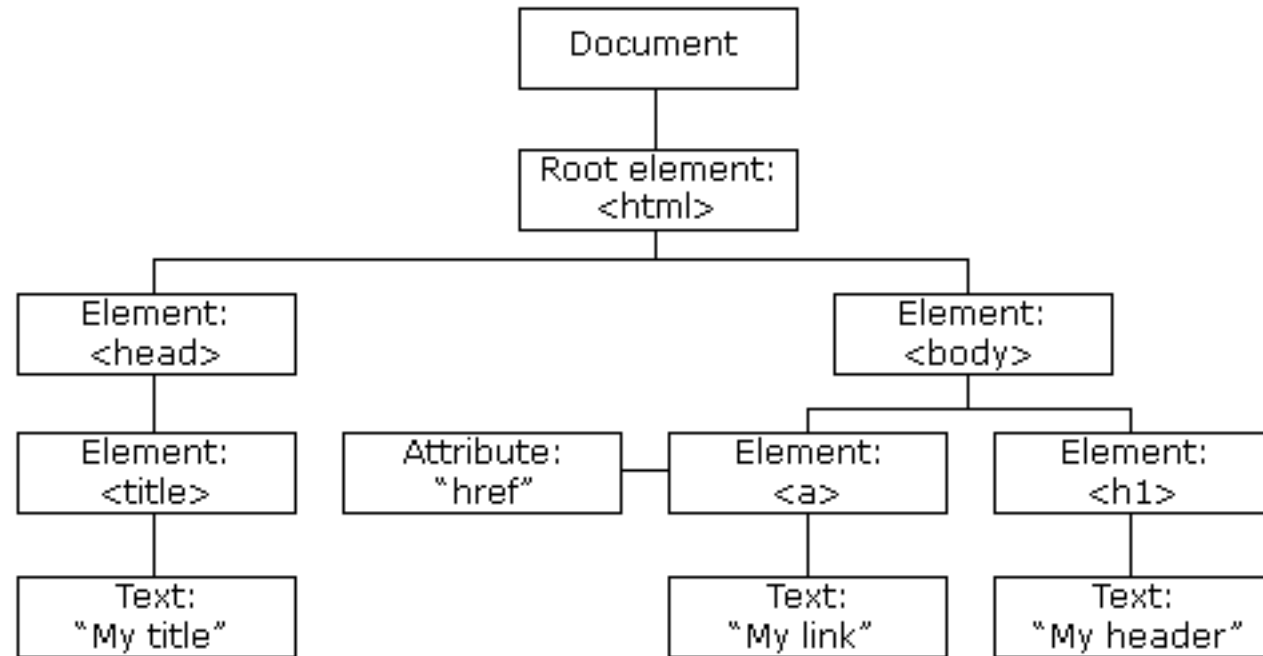 Document
Root element:
<html>
Element:
<head>
Element:
<body>
Element:
<title>
Attribute:
“href”
Element:
<a>
Element:
<h1>
Text:
“My title”
Text:
“My link”
Text:
“My header”